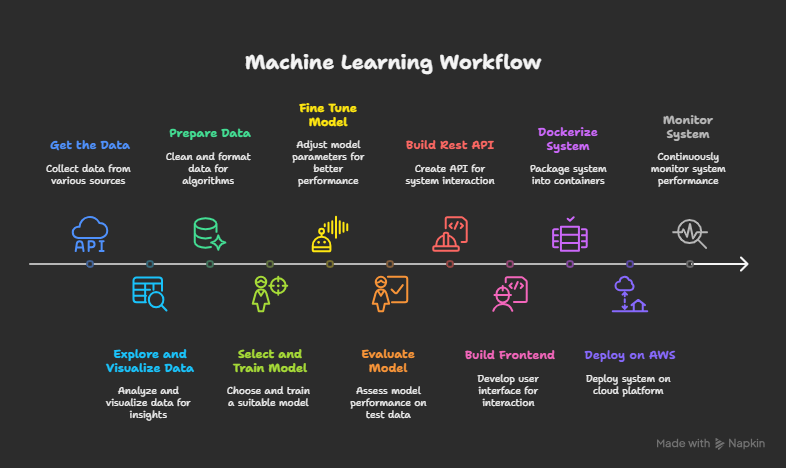 Machine Learning Workflow
Get the Data
Collect data from
various sources
API
Explore and
Visualize Data
Analyze and
visualize data for
insights
Prepare Data
Clean and format
data for
algorithms
Select and
Train Model
Choose and train
a suitable model
Fine Tune
Model
Adjust model
parameters for
better
performance
Evaluate
Model
Assess model
performance on
test data
Build Rest API
Create API for
system interaction
Build Frontend
Develop user
interface for
interaction
Dockerize
System
Package system
into containers
Deploy on AWS
Deploy system on
cloud platform
Monitor
System
Continuously
monitor system
performance
Made with Napkin